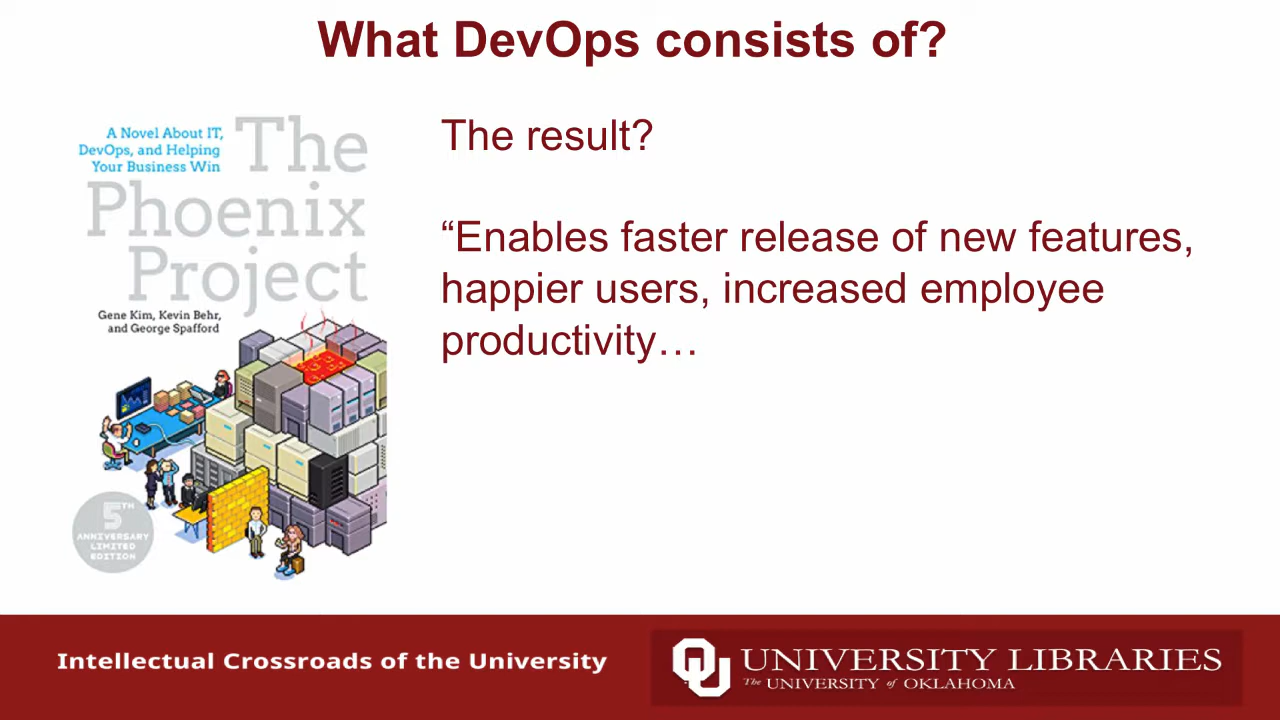 What DevOps consists of?
A Novel About IT,
DevOps, and Helping
Your Business Win
The
Phoenix
Project
Gene Kim, Kevin Behr,
and George Spafford
5TH
ANNIVERSARY
LIMITED
EDITION
The result?
“Enables faster release of new features,
happier users, increased employee
productivity…
Intellectual Crossroads of the University
OU
UNIVERSITY LIBRARIES
The UNIVERSITY of OKLAHOMA